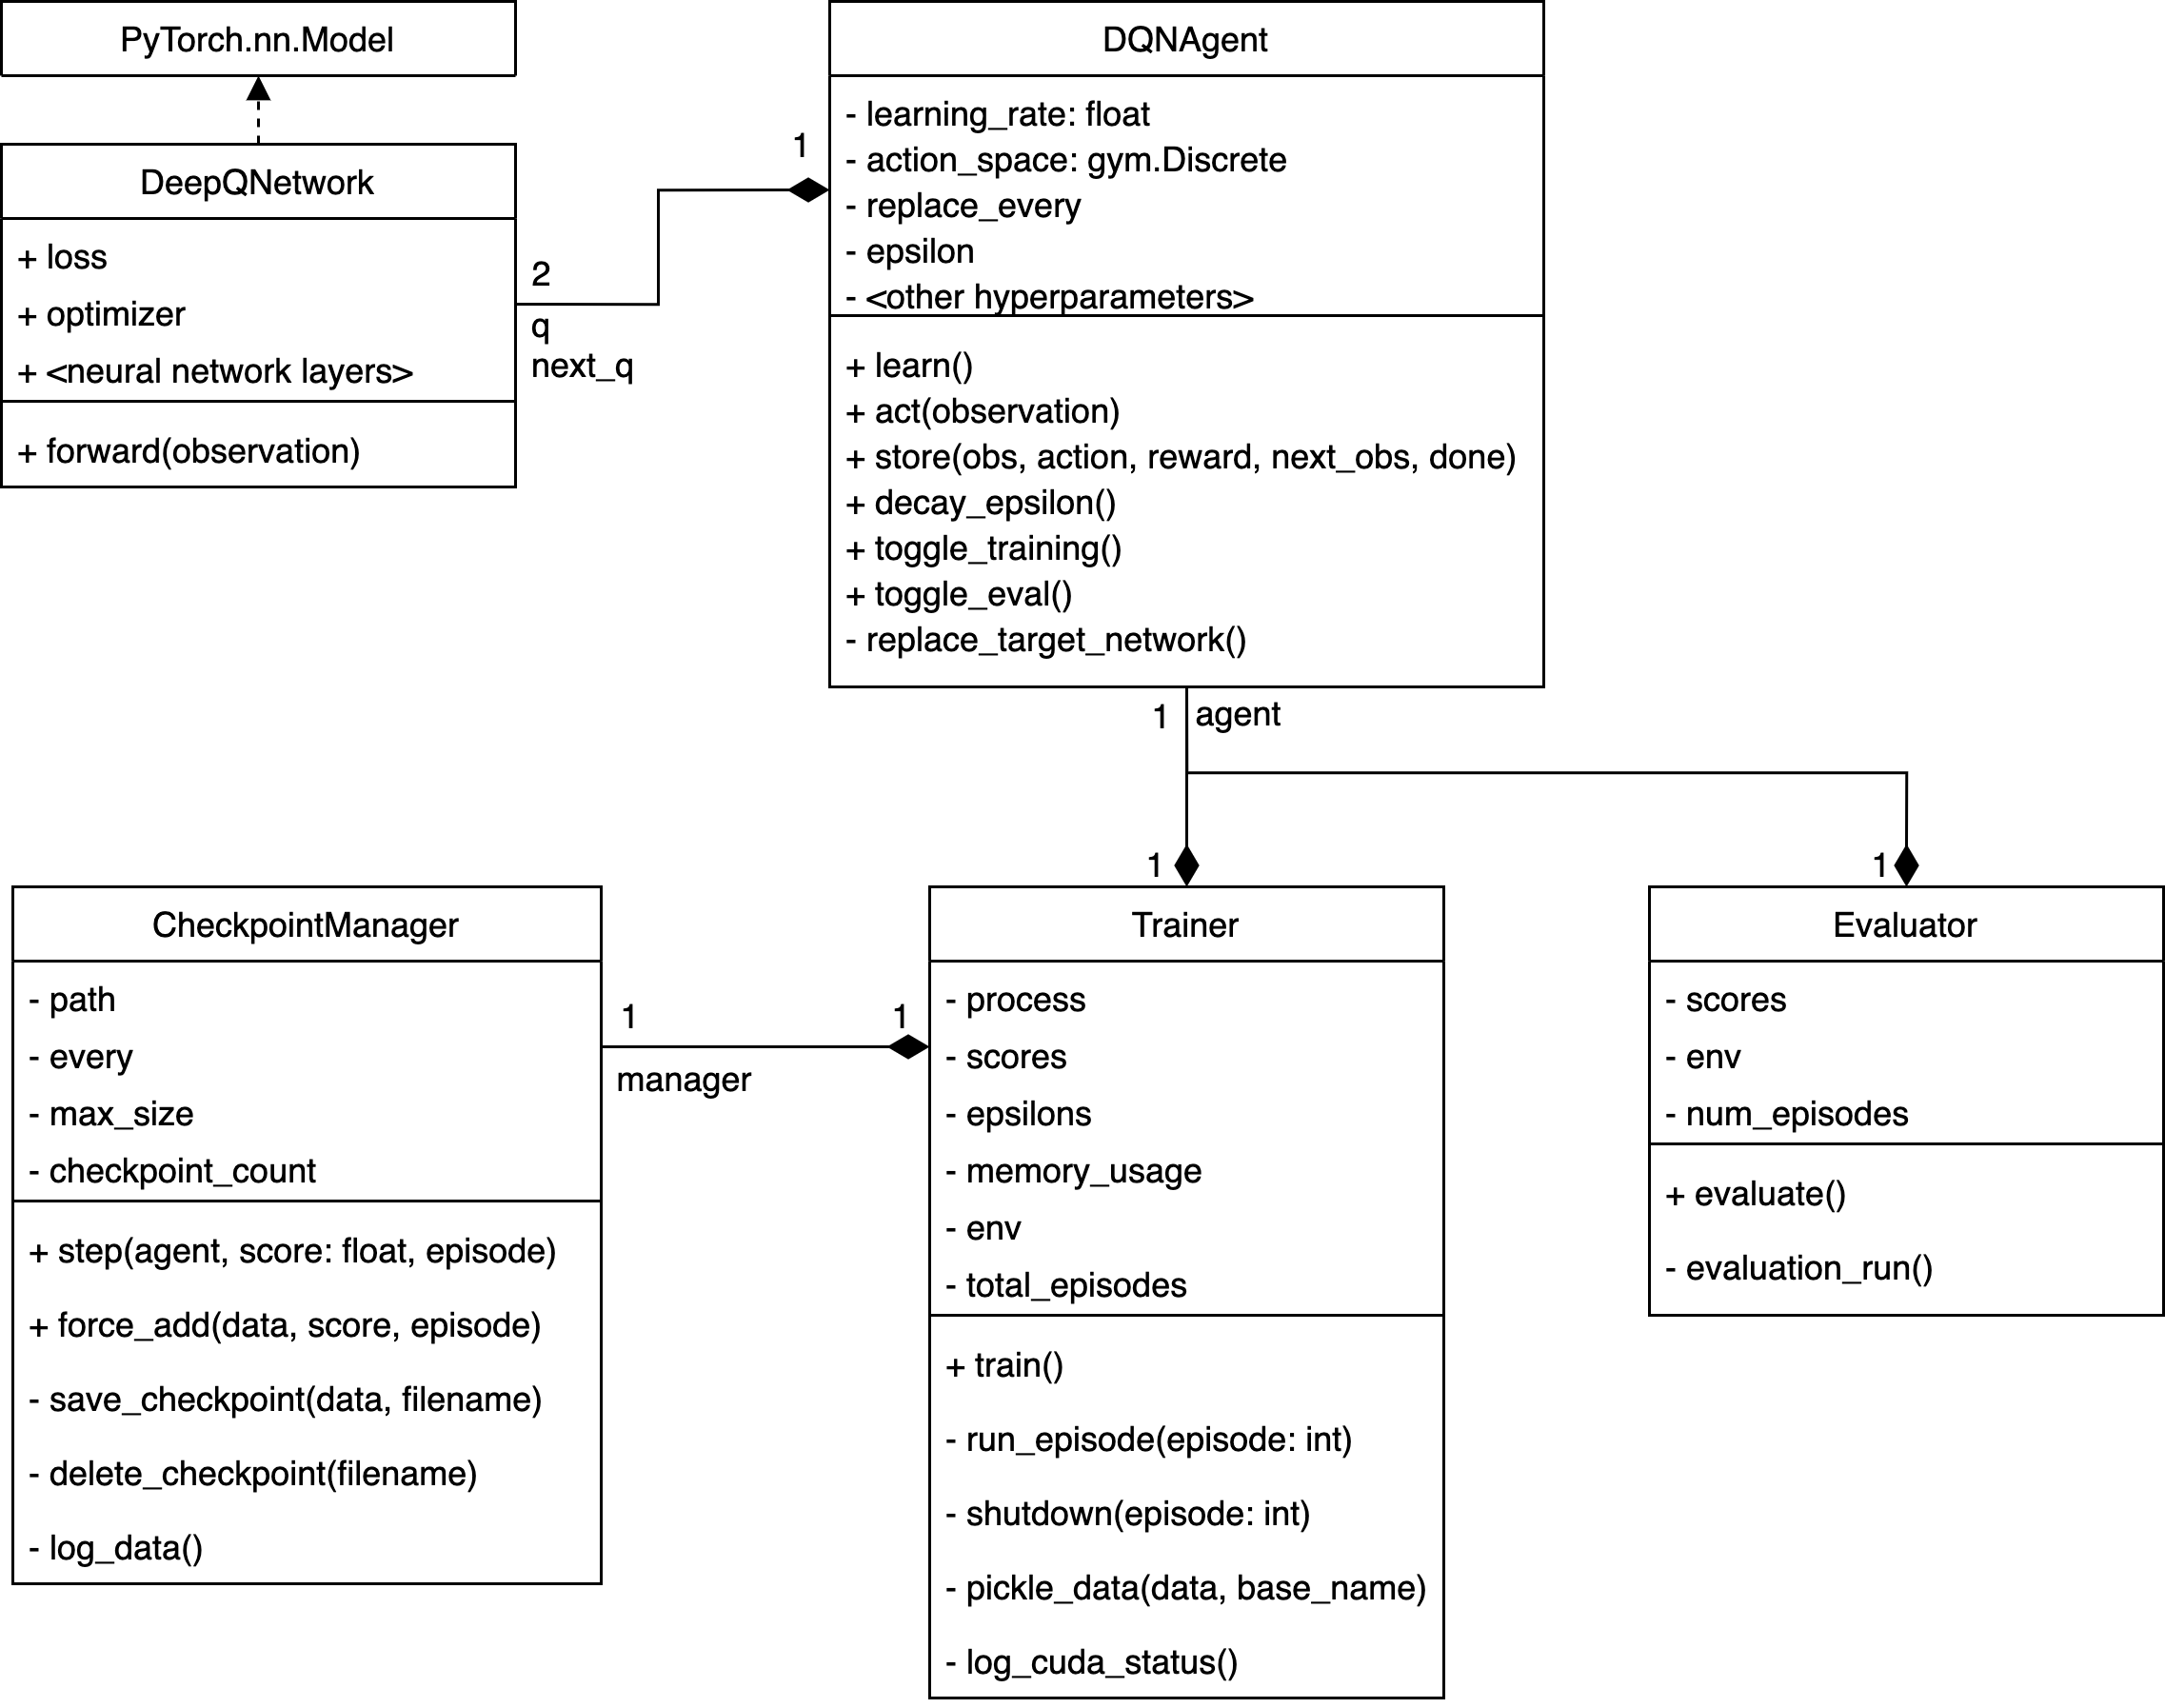 PyTorch.nn.Model
DeepQNetwork
+ loss
+ optimizer
+ <neural network layers>
+ forward(observation)
2
q
next_q
1
DQNAgent
- learning_rate: float
- action_space: gym.Discrete
- replace_every
- epsilon
- <other hyperparameters>
+ learn()
+ act(observation)
+ store(obs, action, reward, next_obs, done)
+ decay_epsilon()
+ toggle_training()
+ toggle_eval()
- replace_target_network()
1
agent
1
1
CheckpointManager
- path
- every
- max_size
- checkpoint_count
+ step(agent, score: float, episode)
+ force_add(data, score, episode)
- save_checkpoint(data, filename)
- delete_checkpoint(filename)
- log_data()
1
manager
1
Trainer
- process
- scores
- epsilons
- memory_usage
- env
- total_episodes
+ train()
- run_episode(episode: int)
- shutdown(episode: int)
- pickle_data(data, base_name)
- log_cuda_status()
Evaluator
- scores
- env
- num_episodes
+ evaluate()
- evaluation_run()